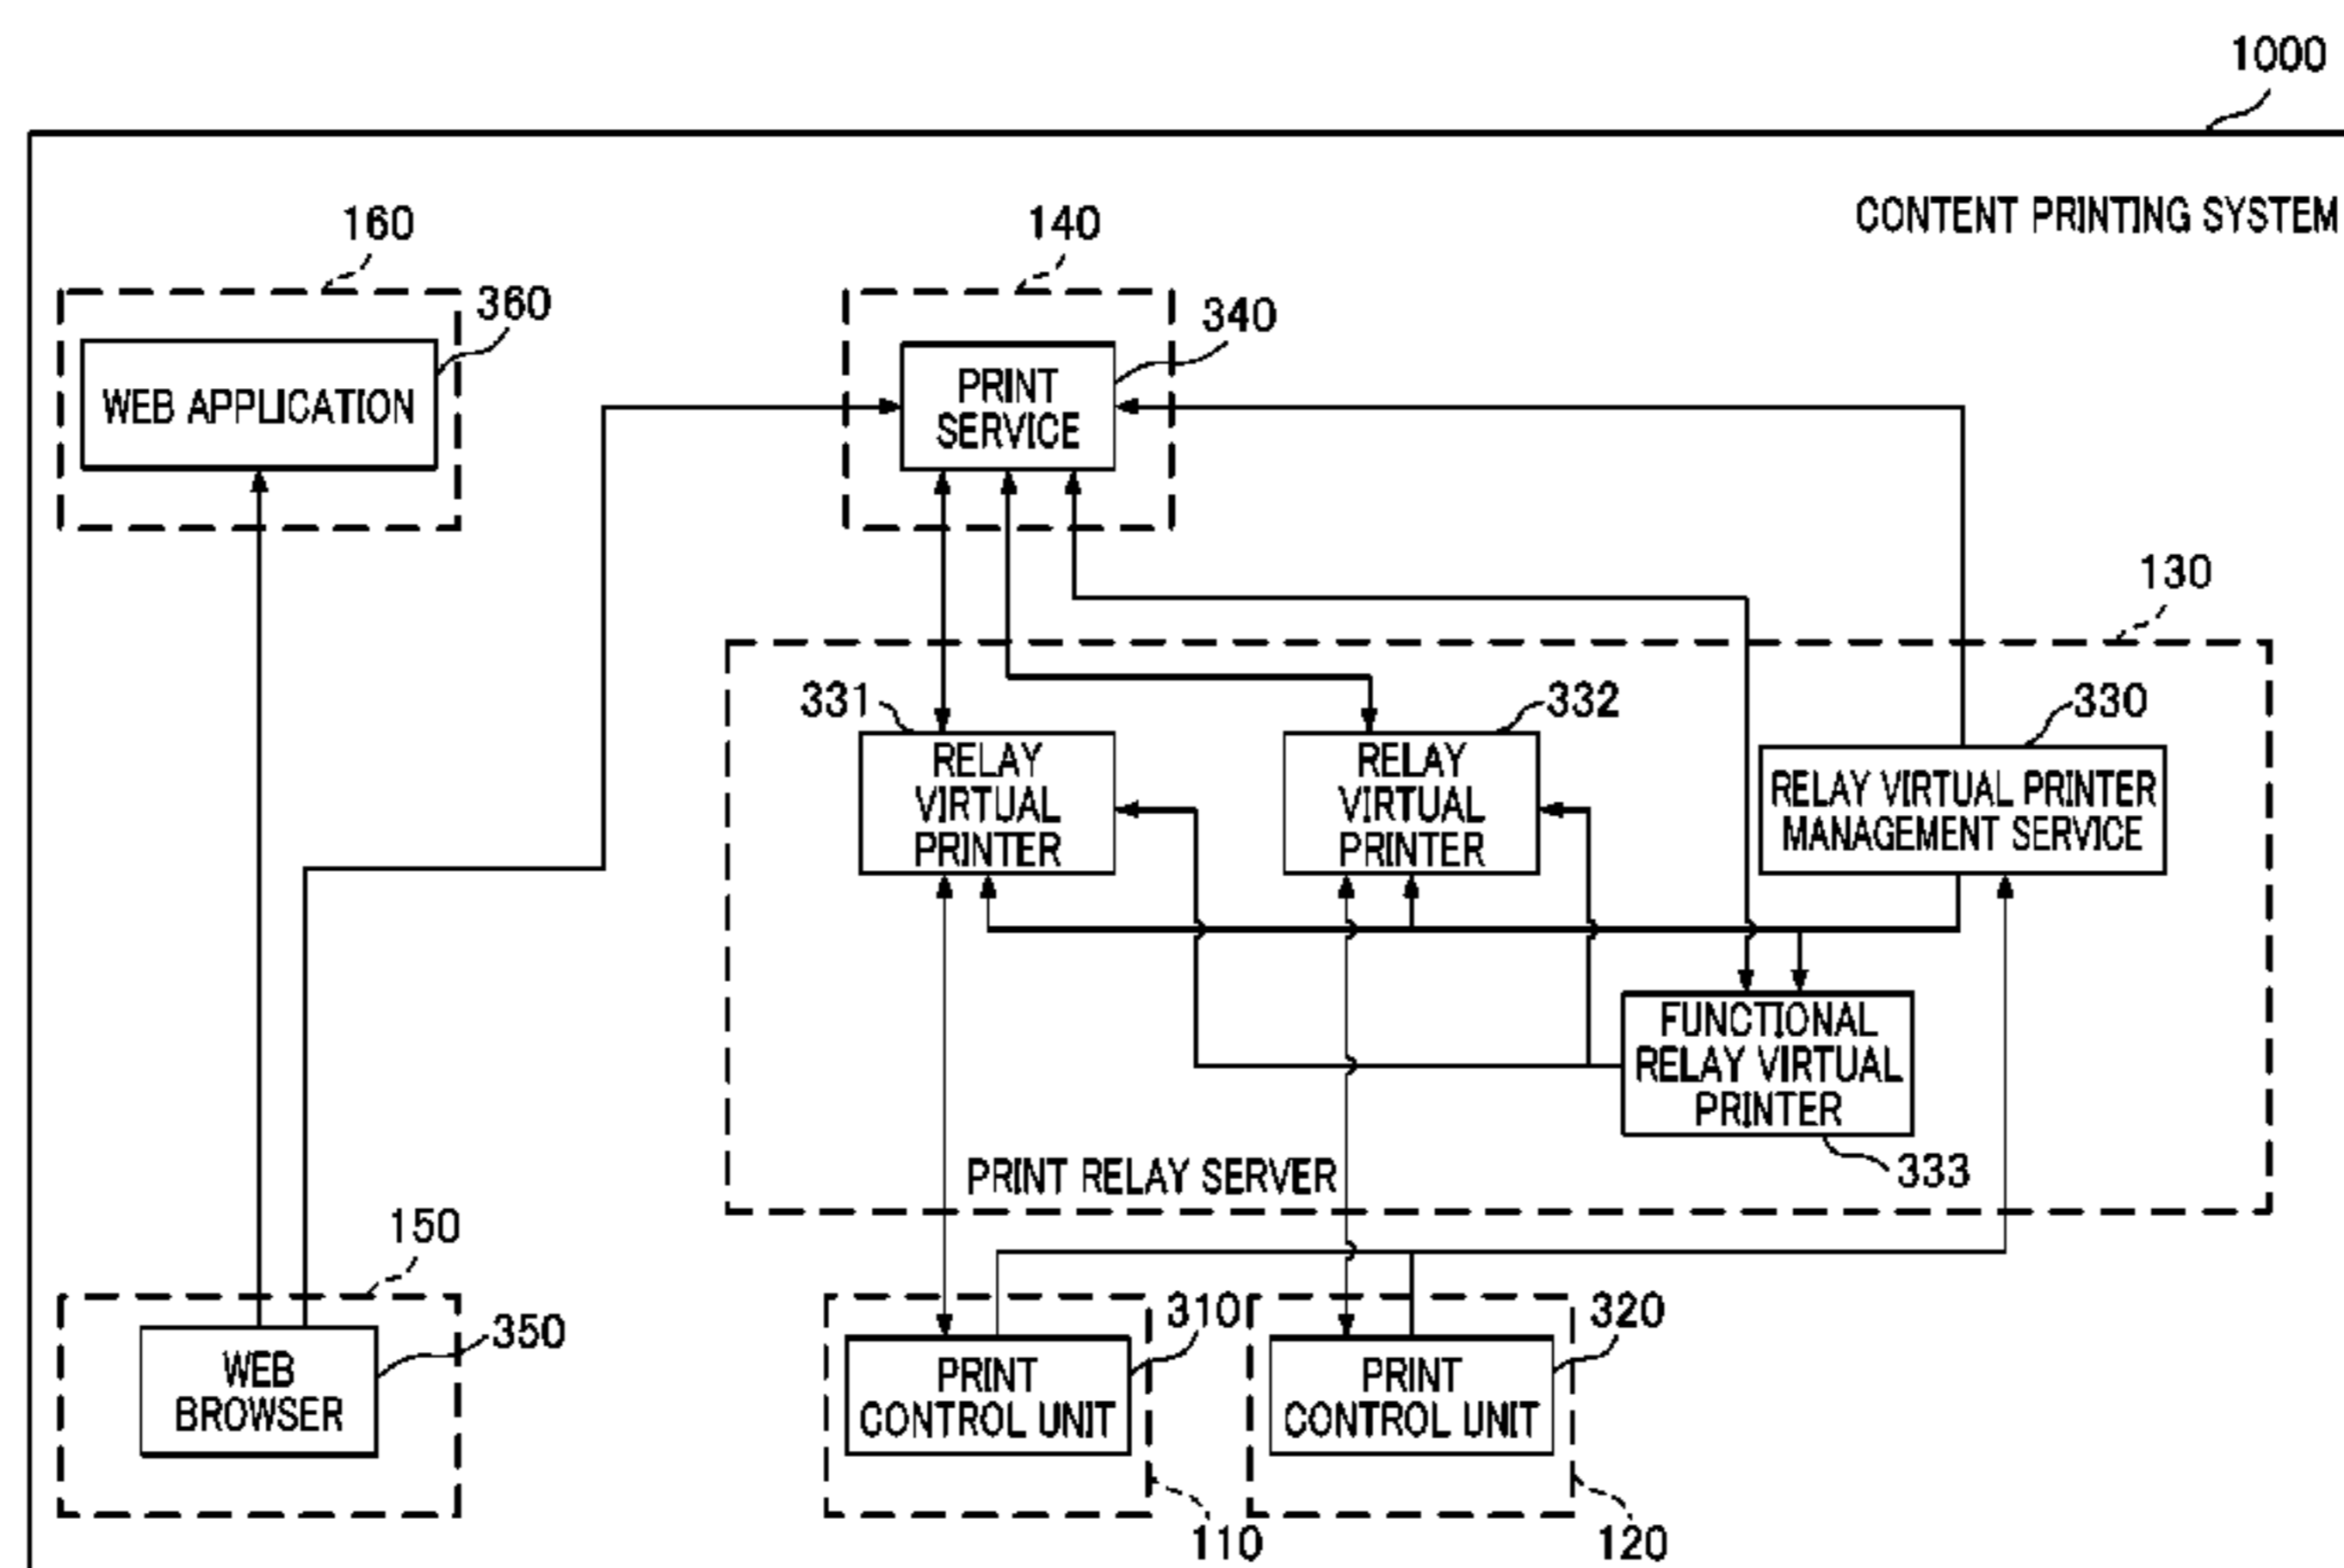 1000
CONTENT PRINTING SYSTEM
160
140
360
340
WEB APPLICATION
PRINT
SERVICE
130
331
332
330
RELAY
VIRTUAL
PRINTER
RELAY
VIRTUAL
PRINTER
RELAY VIRTUAL PRINTER
MANAGEMENT SERVICE
FUNCTIONAL
RELAY VIRTUAL
PRINTER
333
PRINT RELAY SERVER
150
350
310
320
WEB
BROWSER
PRINT
CONTROL UNIT
PRINT
CONTROL UNIT
110
120